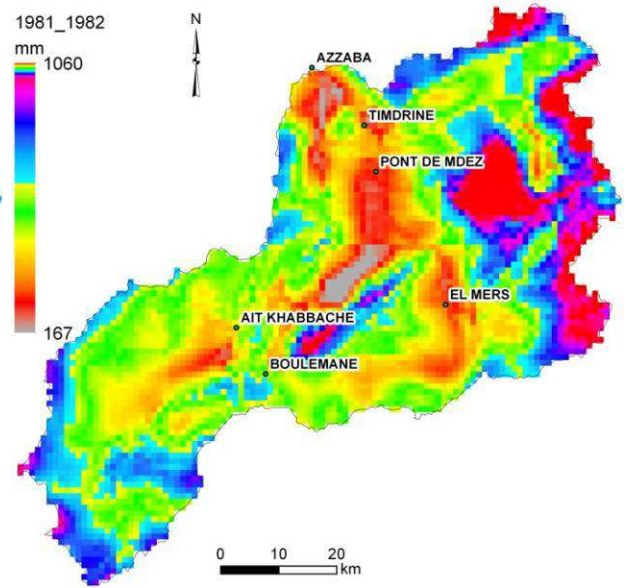 1981_1982
mm
1060
167
N
AZZABA
TIMDRINE
PONT DE MDEZ
EL MERS
AIT KHABBACHE
BOULEMANE
0 10 20
km